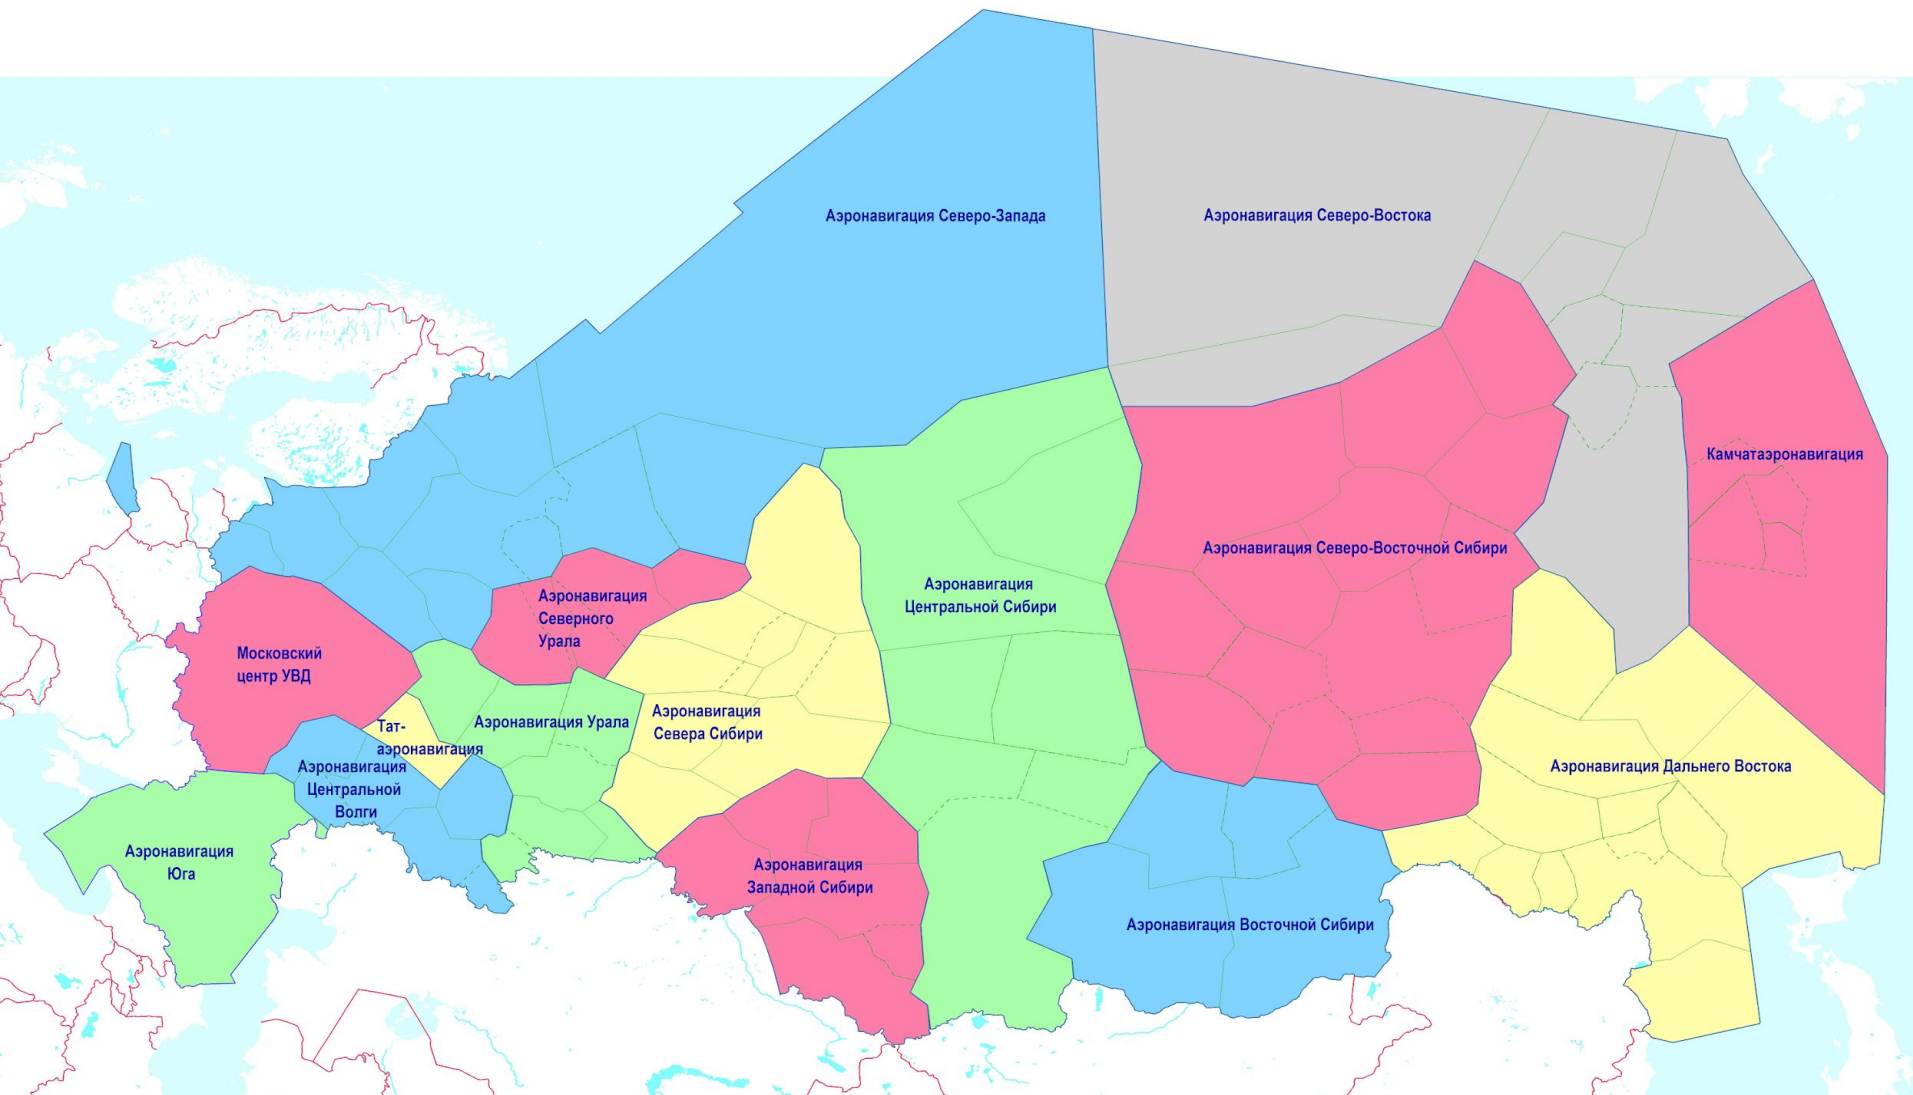 Аэронавигация Северо-Запада
Аэронавигация Северо-Востока
Камчатаэронавигация
Аэронавигация Северо-Восточной Сибири
Аэронавигация
Центральной Сибири
Аэронавигация
Северного
Урала
Московский
центр УВД
Аэронавигация Урала
Аэронавигация
Севера Сибири
Тат-
аэронавигация
Аэронавигация
Центральной
Волги
Аэронавигация Дальнего Востока
Аэронавигация
Юга
Аэронавигация
Западной Сибири
Аэронавигация Восточной Сибири